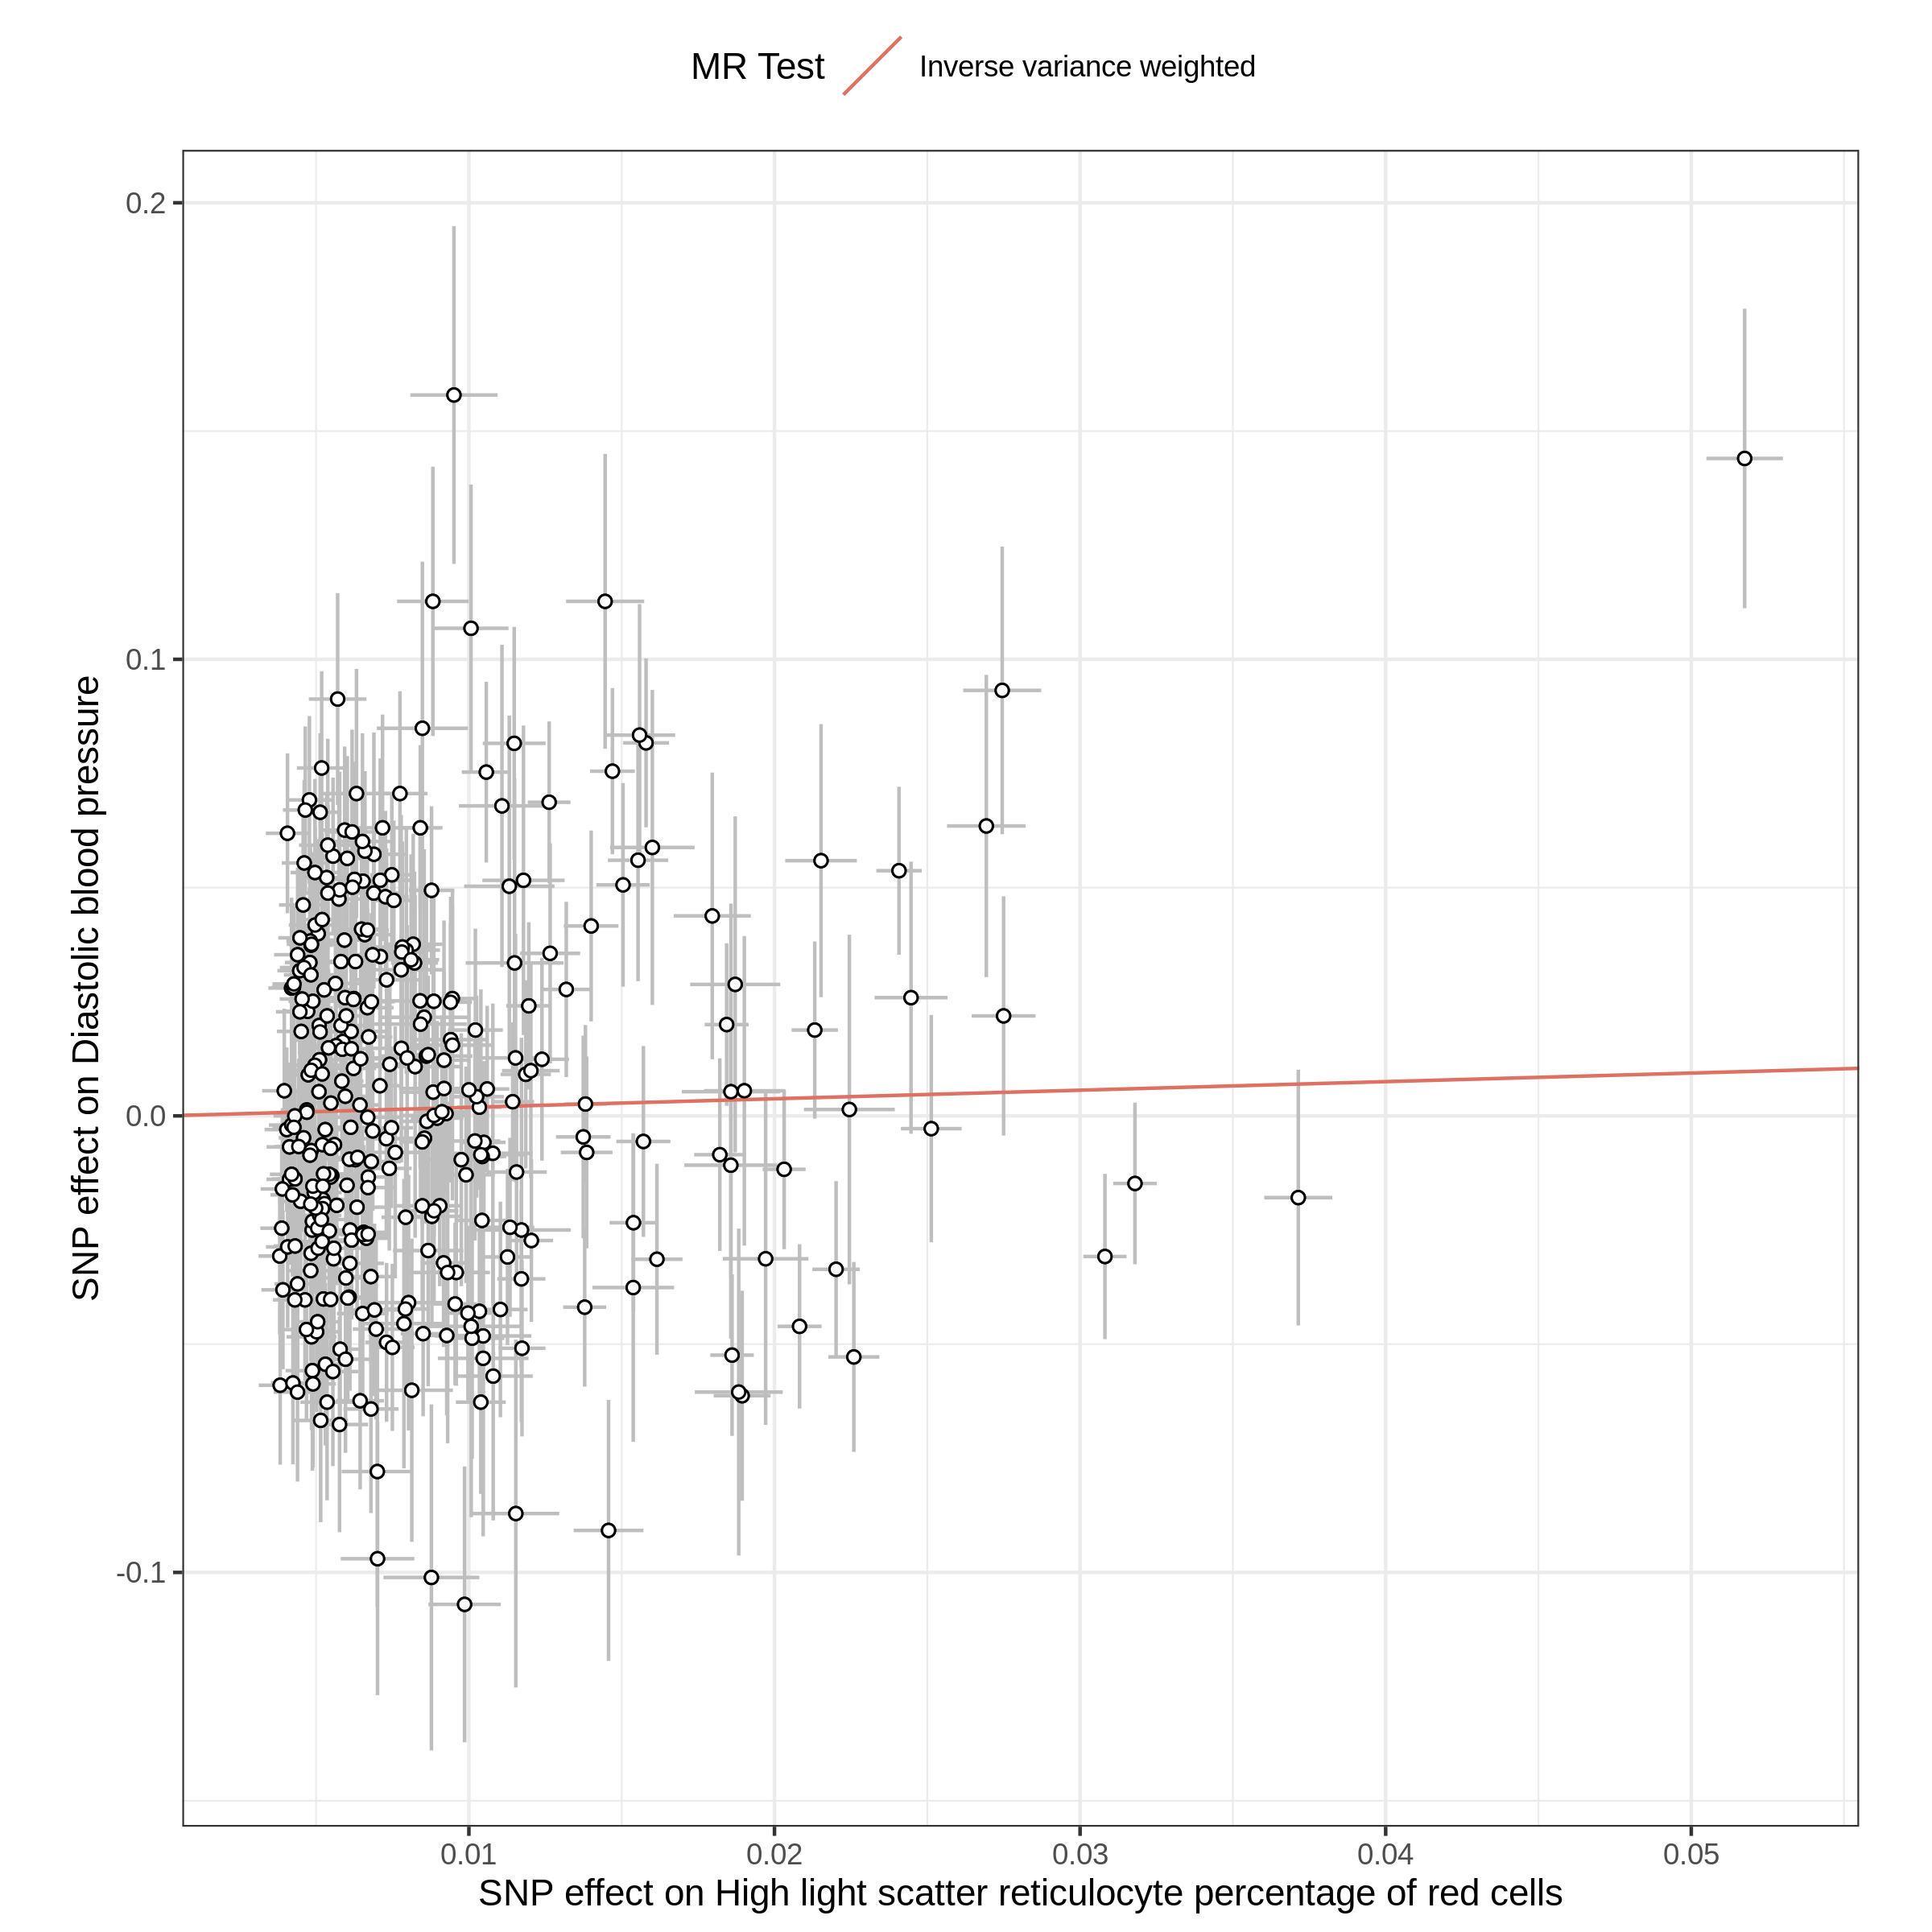 MR Test
Inverse variance weighted
SNP effect on Diastolic blood pressure
0.2
0.1
0.0
-0.1
0.01 0.02 0.03 0.04 0.05
SNP effect on High light scatter reticulocyte percentage of red cells